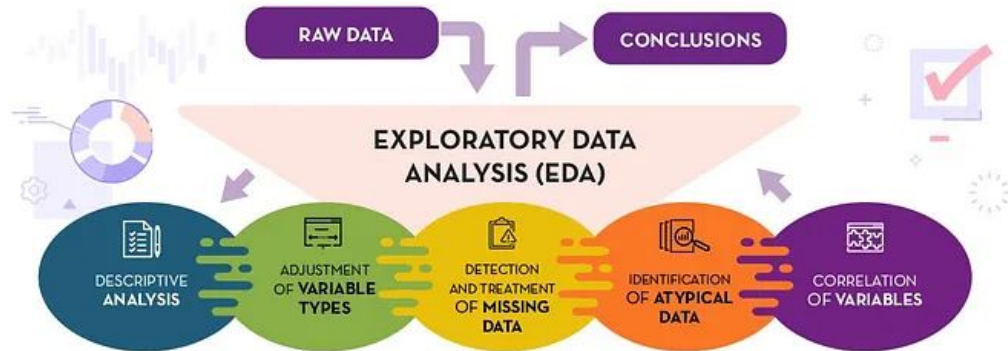 RAW DATA
CONCLUSIONS
EXPLORATORY DATA
ANALYSIS (EDA)
DESCRIPTIVE
ANALYSIS
ADJUSTMENT
OF VARIABLE
TYPES
DETECTION
AND TREATMENT
OF MISSING
DATA
IDENTIFICATION
OF ATYPICAL
DATA
CORRELATION
OF VARIABLES